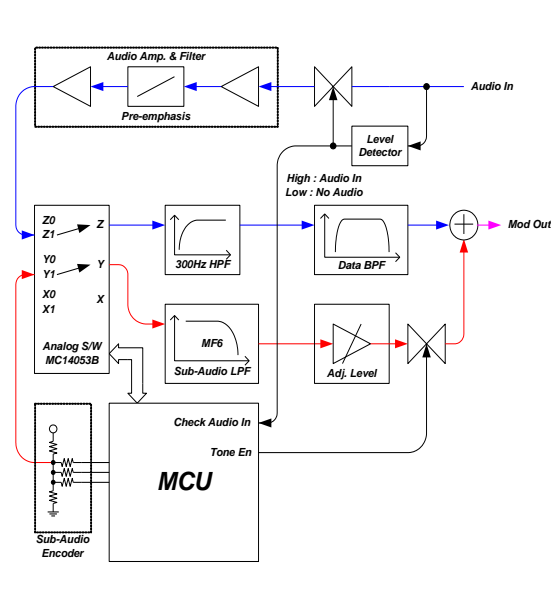 Audio Amp. & Filter
Pre-emphasis
Audio In
Level
Detector
High : Audio In
Low : No Audio
Z0
Z1
Z
Y0
Y1
Y
X0
X1
X
Analog S/W
MC14053B
300Hz HPF
Data BPF
Mod Out
MF6
Sub-Audio LPF
Adj. Level
Check Audio In
Tone En
MCU
Sub-Audio
Encoder